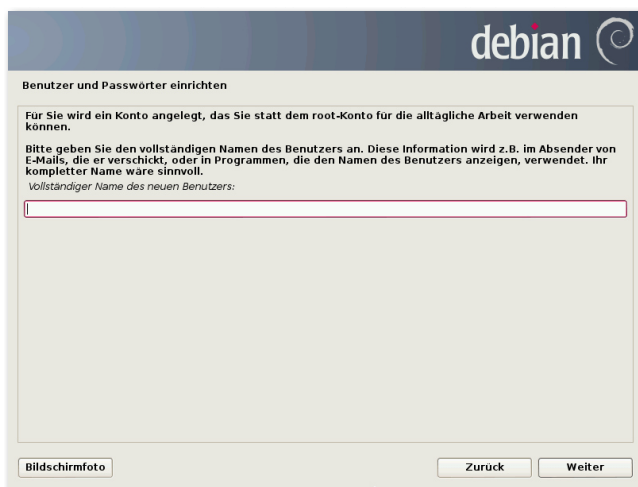 debian
Benutzer und Passwörter einrichten
Für Sie wird ein Konto angelegt, das Sie statt dem root-Konto für die alltägliche Arbeit verwenden
können.
Bitte geben Sie den vollständigen Namen des Benutzers an. Diese Information wird z.B. im Absender von
E-Mails, die er verschickt, oder in Programmen, die den Namen des Benutzers anzeigen, verwendet. Ihr
kompletter Name wäre sinnvoll.
Vollständiger Name des neuen Benutzers:
Bildschirmfoto
Zurück
Weiter